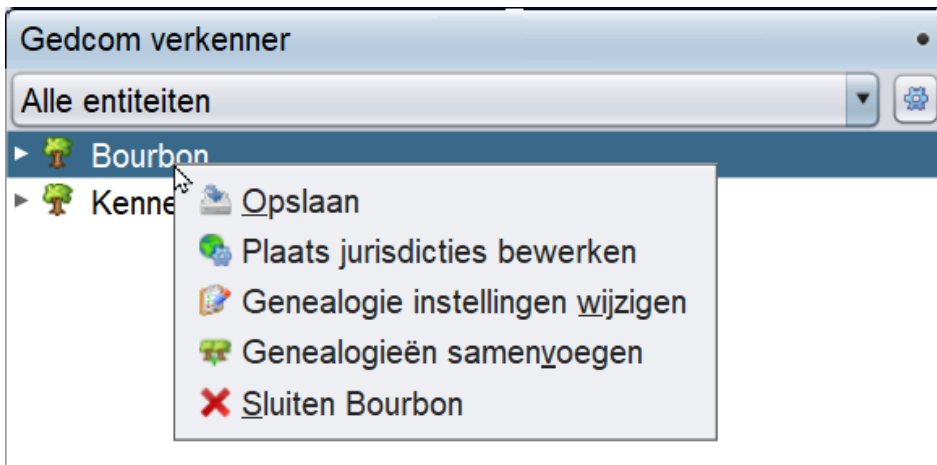 Gedcom verkenner
Alle entiteiten
Bourbon
Kenne
Opslaan
Plaats jurisdicties bewerken
Genealogie instellingen wijzigen
Genealogieën samenvoegen
Sluiten Bourbon